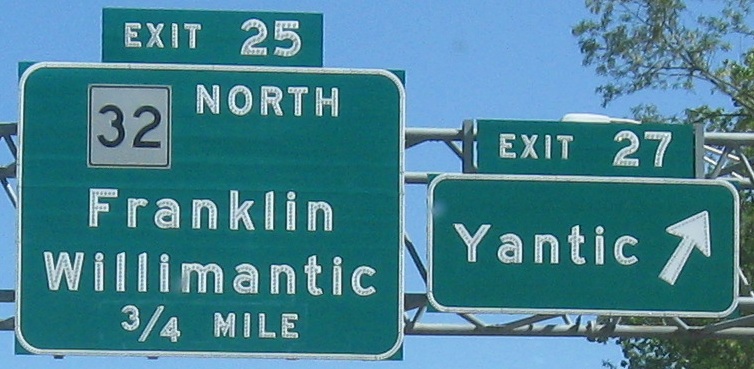 EXIT 25
32 NORTH
Franklin
Willimantic
3/4 MILE
EXIT 27
Yantic